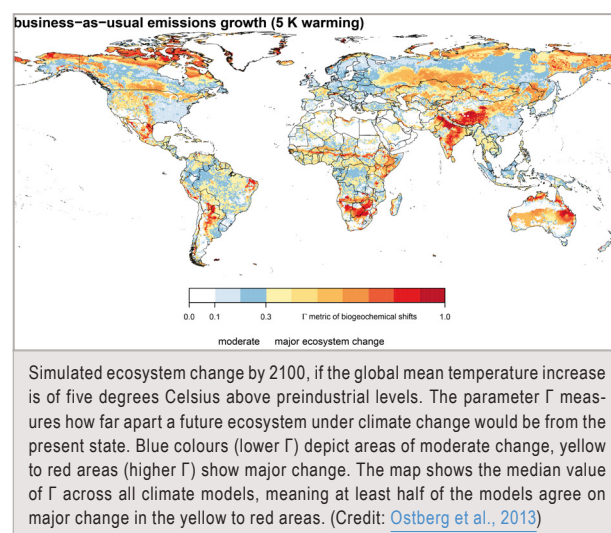 business−as−usual emissions growth (5 K warming)
0.0 0.1 0.3 Γ metric of biogeochemical shifts 1.0
moderate major ecosystem change
Simulated ecosystem change by 2100, if the global mean temperature increase
is of five degrees Celsius above preindustrial levels. The parameter Γ meas-
ures how far apart a future ecosystem under climate change would be from the
present state. Blue colours (lower Γ) depict areas of moderate change, yellow
to red areas (higher Γ) show major change. The map shows the median value
of Γ across all climate models, meaning at least half of the models agree on
major change in the yellow to red areas. (Credit: Ostberg et al., 2013)